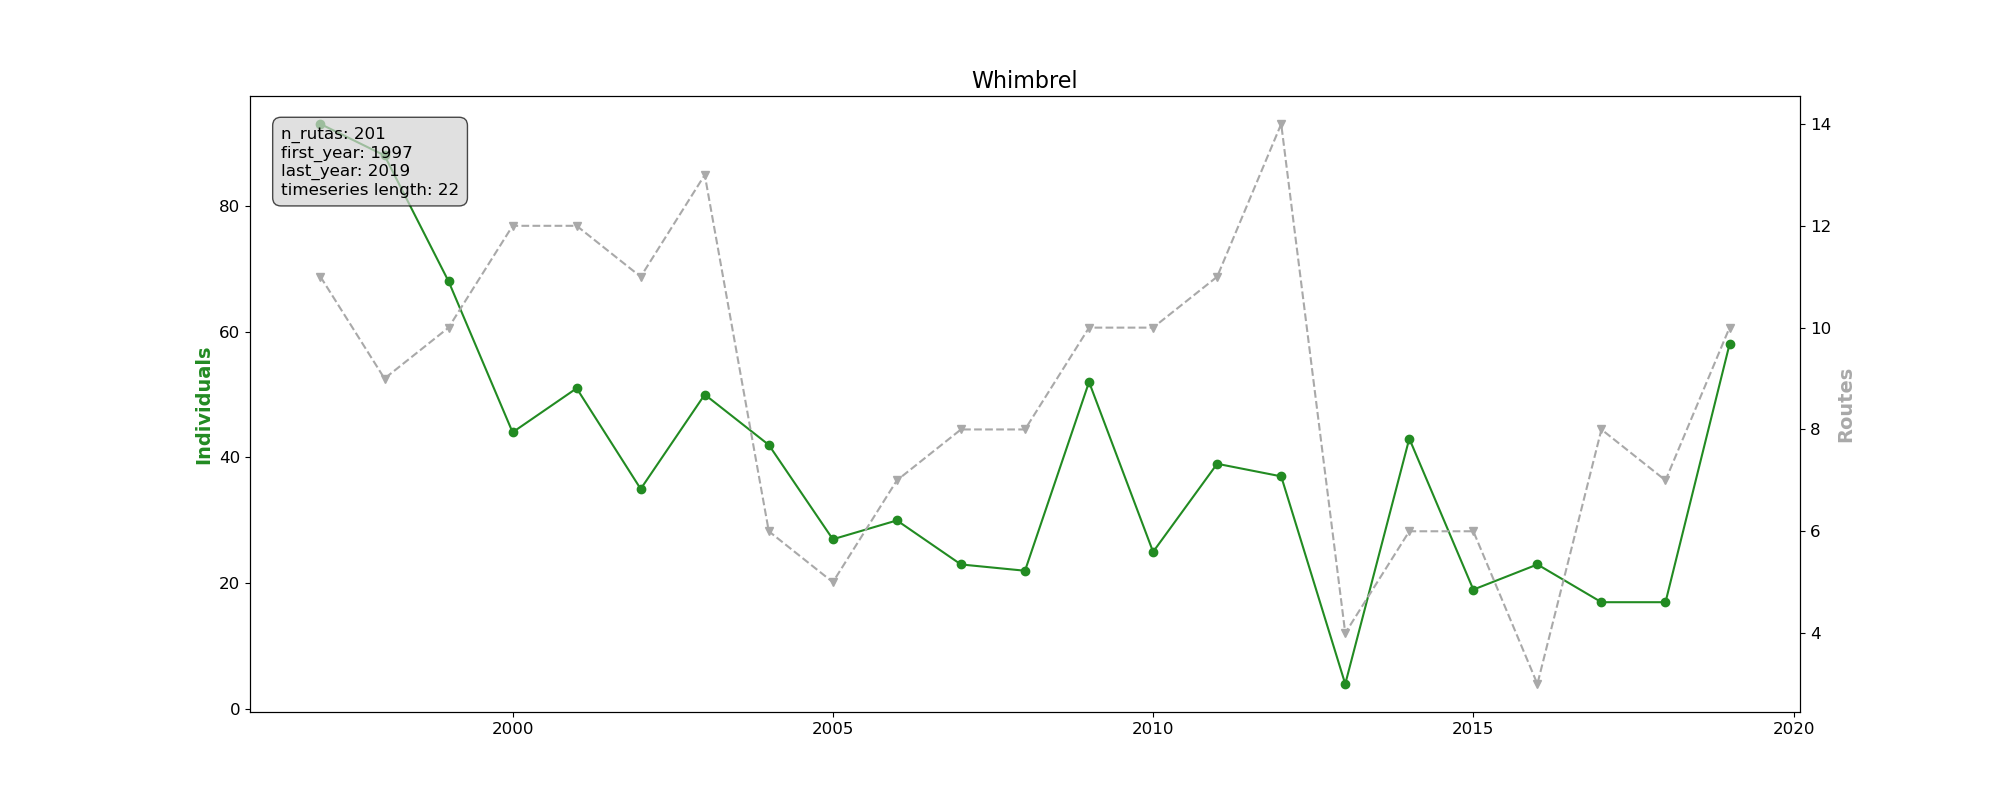 Whimbrel
n_rutas: 201
first_year: 1997
last_year: 2019
timeseries length: 22
Individuals
80
60
40
20
0
14
12
10
8
6
4
Routes
2000
2005
2010
2015
2020